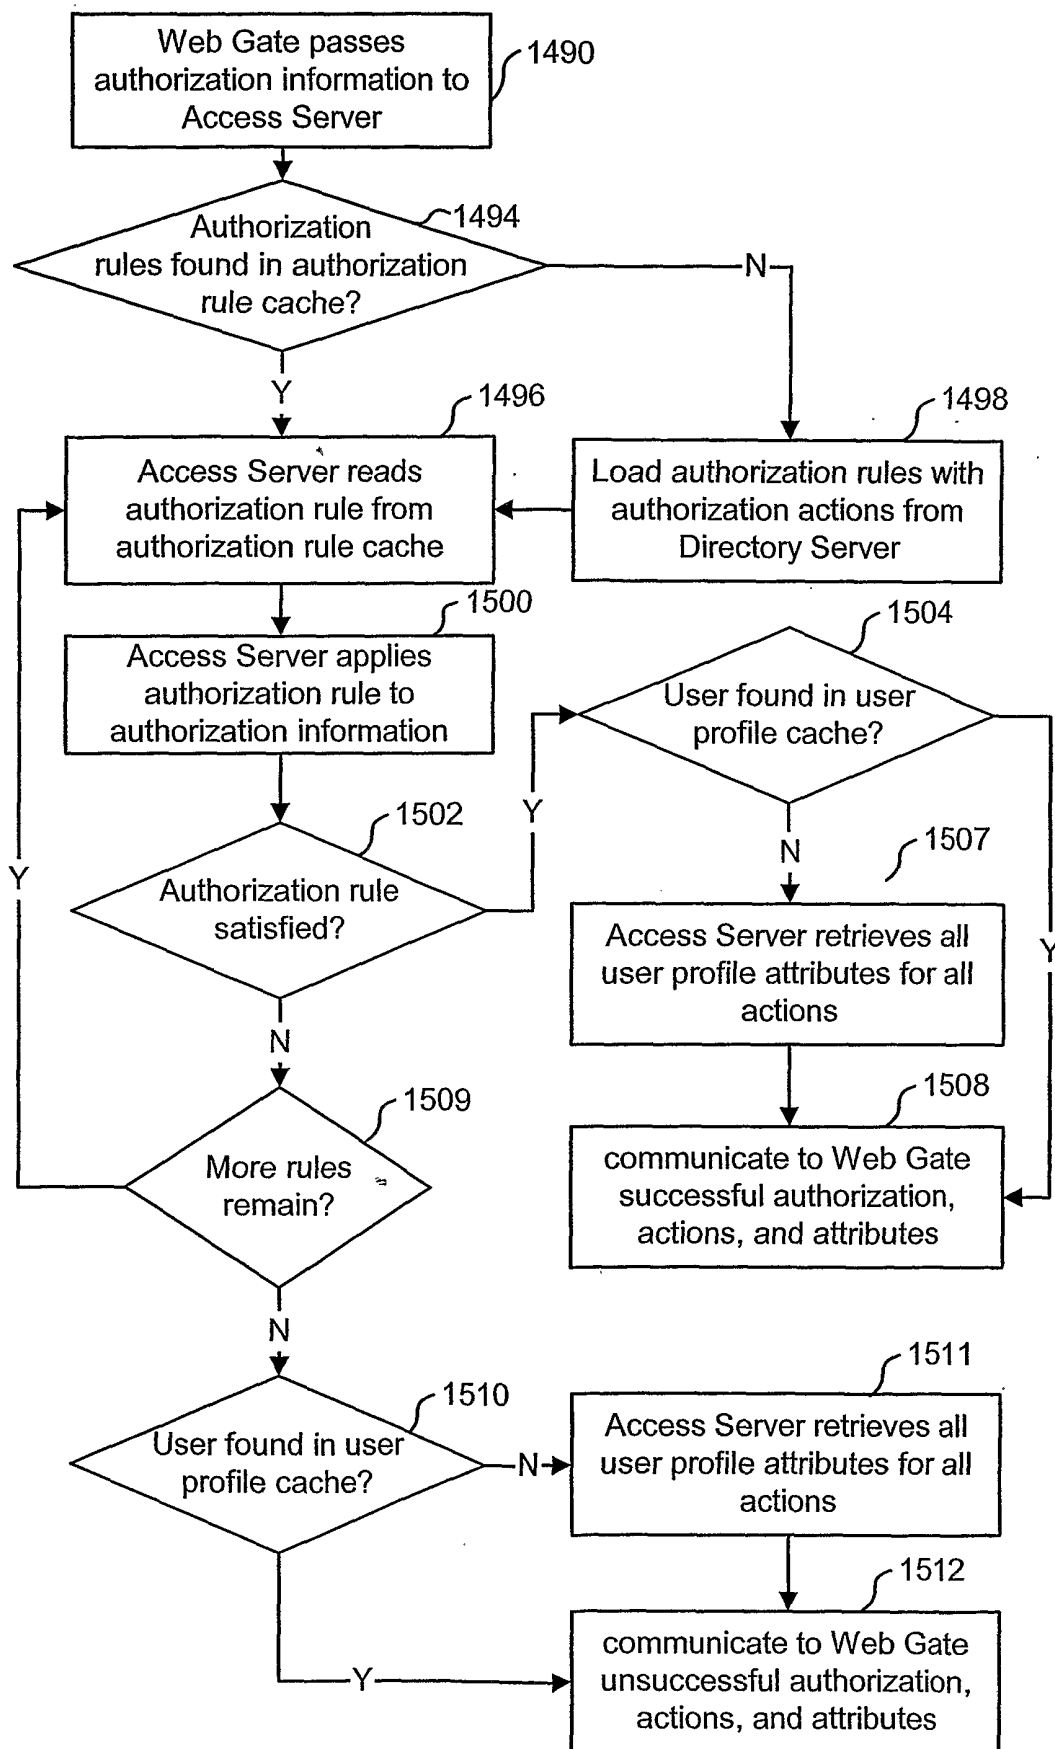 Web Gate passes
authorization information to
Access Server
1490
Authorization
rules found in authorization
rule cache?
1494
N
Y
1496
Access Server reads
authorization rule from
authorization rule cache
1498
Load authorization rules with
authorization actions from
Directory Server
1500
Access Server applies
authorization rule to
authorization information
1504
User found in user
profile cache?
1502
Authorization rule
satisfied?
Y
Y
N
1507
Access Server retrieves all
user profile attributes for all
actions
Y
N
1509
More rules
remain?
1508
communicate to Web Gate
successful authorization,
actions, and attributes
N
1510
User found in user
profile cache?
N
1511
Access Server retrieves all
user profile attributes for all
actions
1512
communicate to Web Gate
unsuccessful authorization,
actions, and attributes
Y